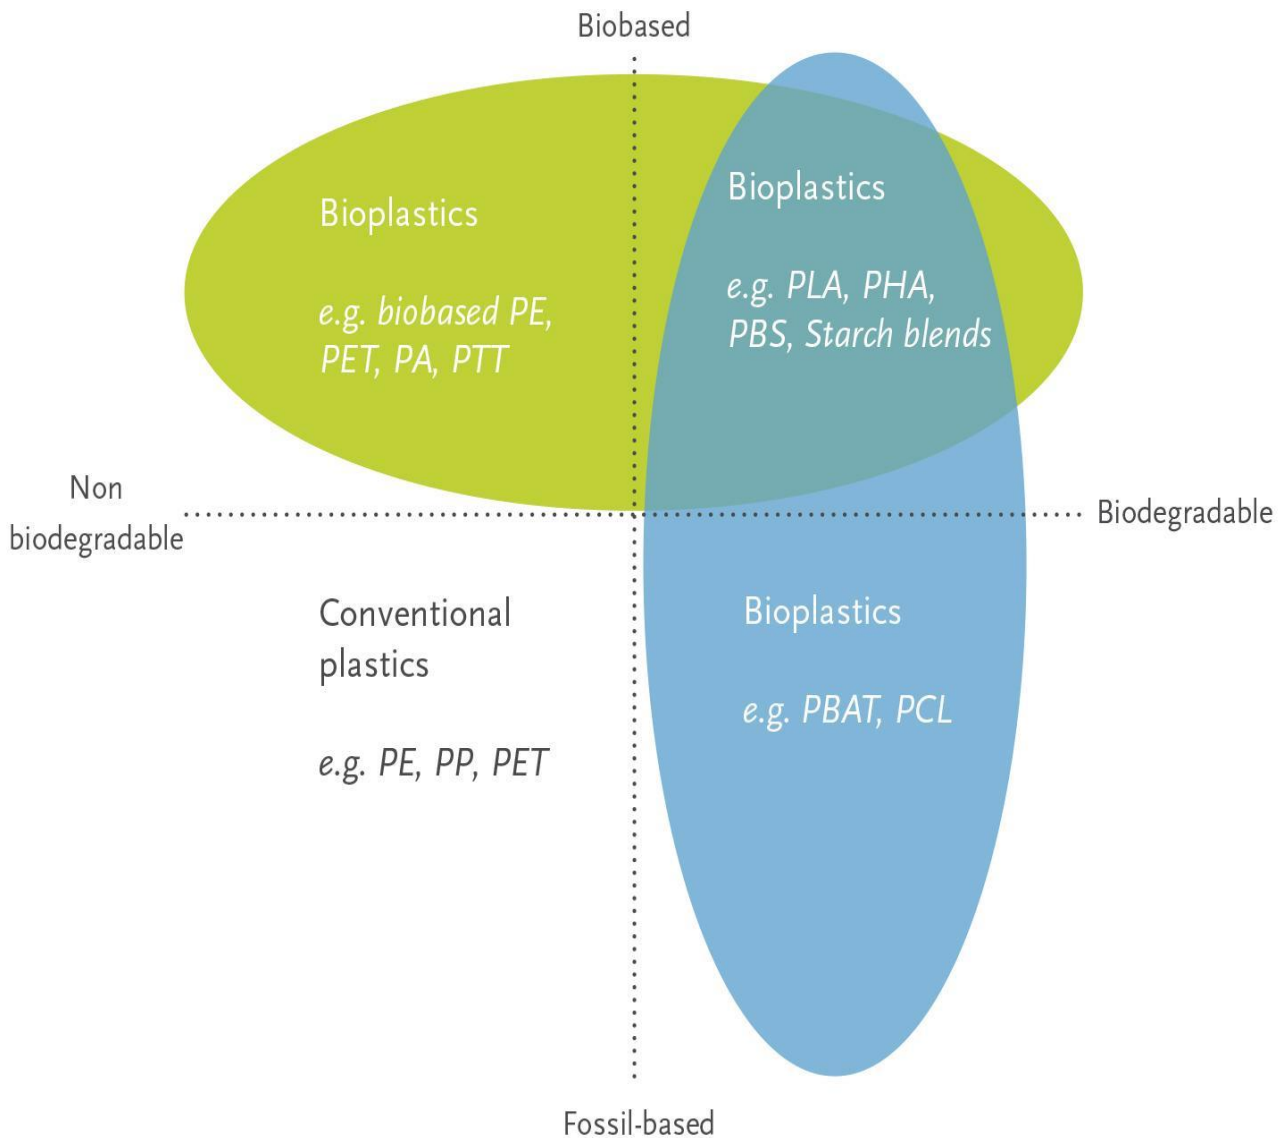 Biobased
Bioplastics
e.g. biobased PE,
PET, PA, PTT
Bioplastics
e.g. PLA, PHA,
PBS, Starch blends
Non
biodegradable
Biodegradable
Conventional
plastics
e.g. PE, PP, PET
Bioplastics
e.g. PBAT, PCL
Fossil-based